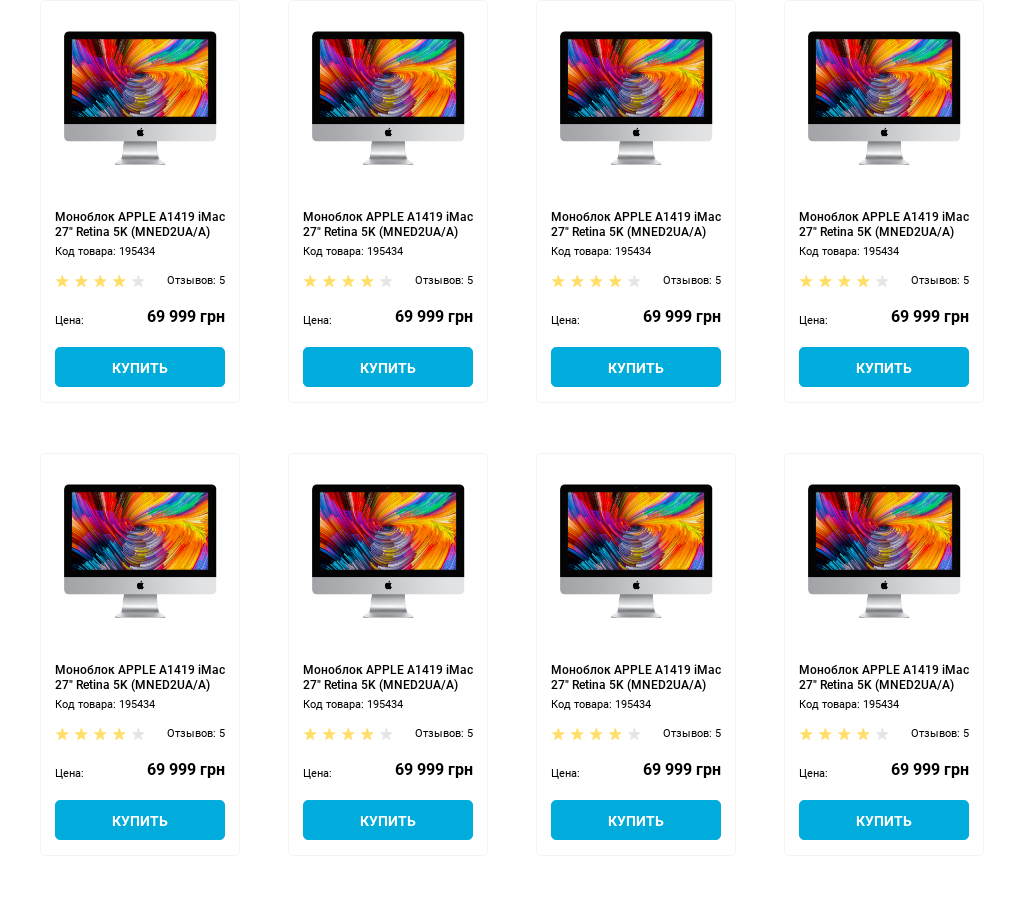 Моноблок APPLE A1419 iMac
27" Retina 5K (MNED2UA/A)
Код товара: 195434
Отзывов: 5
Цена: 69 999 грн
КУПИТЬ
Моноблок APPLE A1419 iMac
27" Retina 5K (MNED2UA/A)
Код товара: 195434
Отзывов: 5
Цена: 69 999 грн
КУПИТЬ
Моноблок APPLE A1419 iMac
27" Retina 5K (MNED2UA/A)
Код товара: 195434
Отзывов: 5
Цена: 69 999 грн
КУПИТЬ
Моноблок APPLE A1419 iMac
27" Retina 5K (MNED2UA/A)
Код товара: 195434
Отзывов: 5
Цена: 69 999 грн
КУПИТЬ
Моноблок APPLE A1419 iMac
27" Retina 5K (MNED2UA/A)
Код товара: 195434
Отзывов: 5
Цена: 69 999 грн
КУПИТЬ
Моноблок APPLE A1419 iMac
27" Retina 5K (MNED2UA/A)
Код товара: 195434
Отзывов: 5
Цена: 69 999 грн
КУПИТЬ
Моноблок APPLE A1419 iMac
27" Retina 5K (MNED2UA/A)
Код товара: 195434
Отзывов: 5
Цена: 69 999 грн
КУПИТЬ
Моноблок APPLE A1419 iMac
27" Retina 5K (MNED2UA/A)
Код товара: 195434
Отзывов: 5
Цена: 69 999 грн
КУПИТЬ